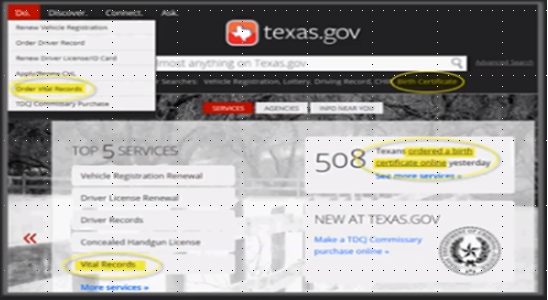 Do. Discover. Connect. Ask.
Renew Vehicle Registration
Order Driver Record
Renew Driver License/ID Card
Order Vital Records
TDCJ Commissary Purchase
texas.gov
most anything on Texas.gov
Advanced Search
Searches: Vehicle Registration, Lottery, Driving Record, CHL, Birth Certificate
SERVICES AGENCIES INFO NEAR YOU
TOP 5 SERVICES
Vehicle Registration Renewal
Driver License Renewal
Driver Records
Concealed Handgun License
Vital Records
More services »
508 Texans ordered a birth
certificate online yesterday
See more services »
NEW AT TEXAS.GOV
Make a TDCJ Commissary
purchase online »
«